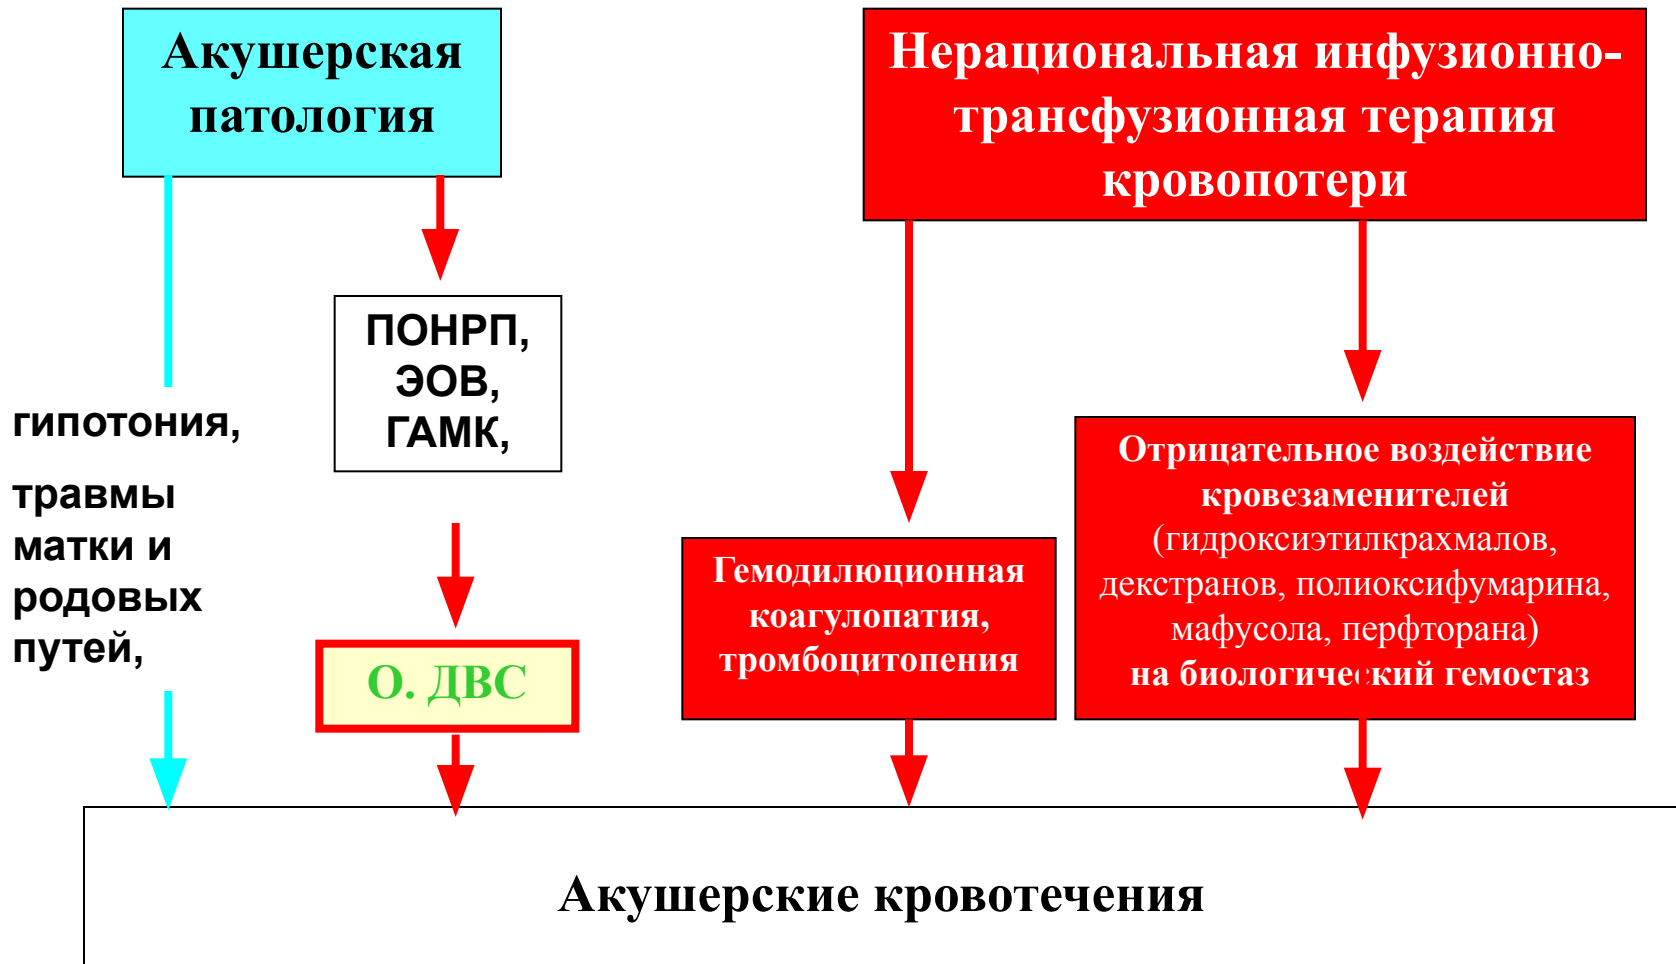 Акушерская
патология
Нерациональная инфузионно-
трансфузионная терапия
кровопотери
ПОНРП,
ЭОВ,
ГАМК,
гипотония,
травмы
матки и
родовых
путей,
О. ДВС
Гемодилюционная
коагулопатия,
тромбоцитопения
Отрицательное воздействие
кровезаменителей
(гидроксиэтилкрахмалов,
декстранов, полиоксифумарина,
мафусола, перфторана)
на биологический гемостаз
Акушерские кровотечения